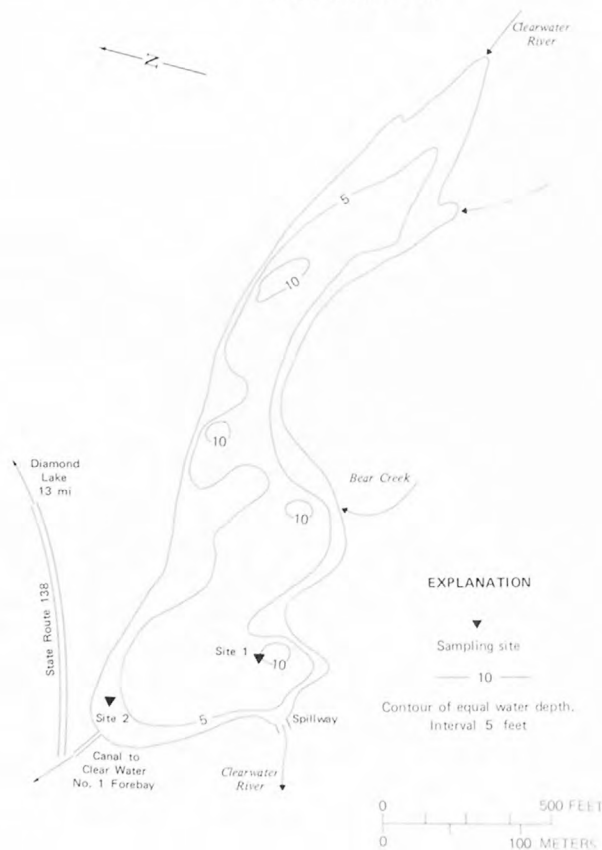 Clearwater
River
N
5
10
10
Diamond
Lake
13 mi
Bear Creek
10
State Route 138
EXPLANATION
Sampling site
10
Contour of equal water depth.
Interval 5 feet
Site 1
10
Site 2
5
Spillway
Canal to
Clear Water
No. 1 Forebay
Clearwater
River
0 500 FEET
0 100 METERS